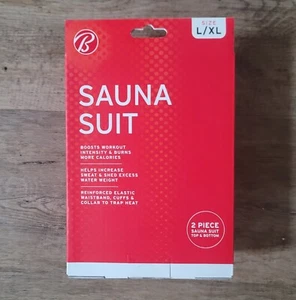 B
SIZE
L/XL
SAUNA
SUIT
BOOSTS WORKOUT
INTENSITY & BURNS
MORE CALORIES
HELPS INCREASE
SWEAT & SHED EXCESS
WATER WEIGHT
REINFORCED ELASTIC
WAISTBAND, CUFFS &
COLLAR TO TRAP HEAT
2 PIECE
SAUNA SUIT
TOP & BOTTOM